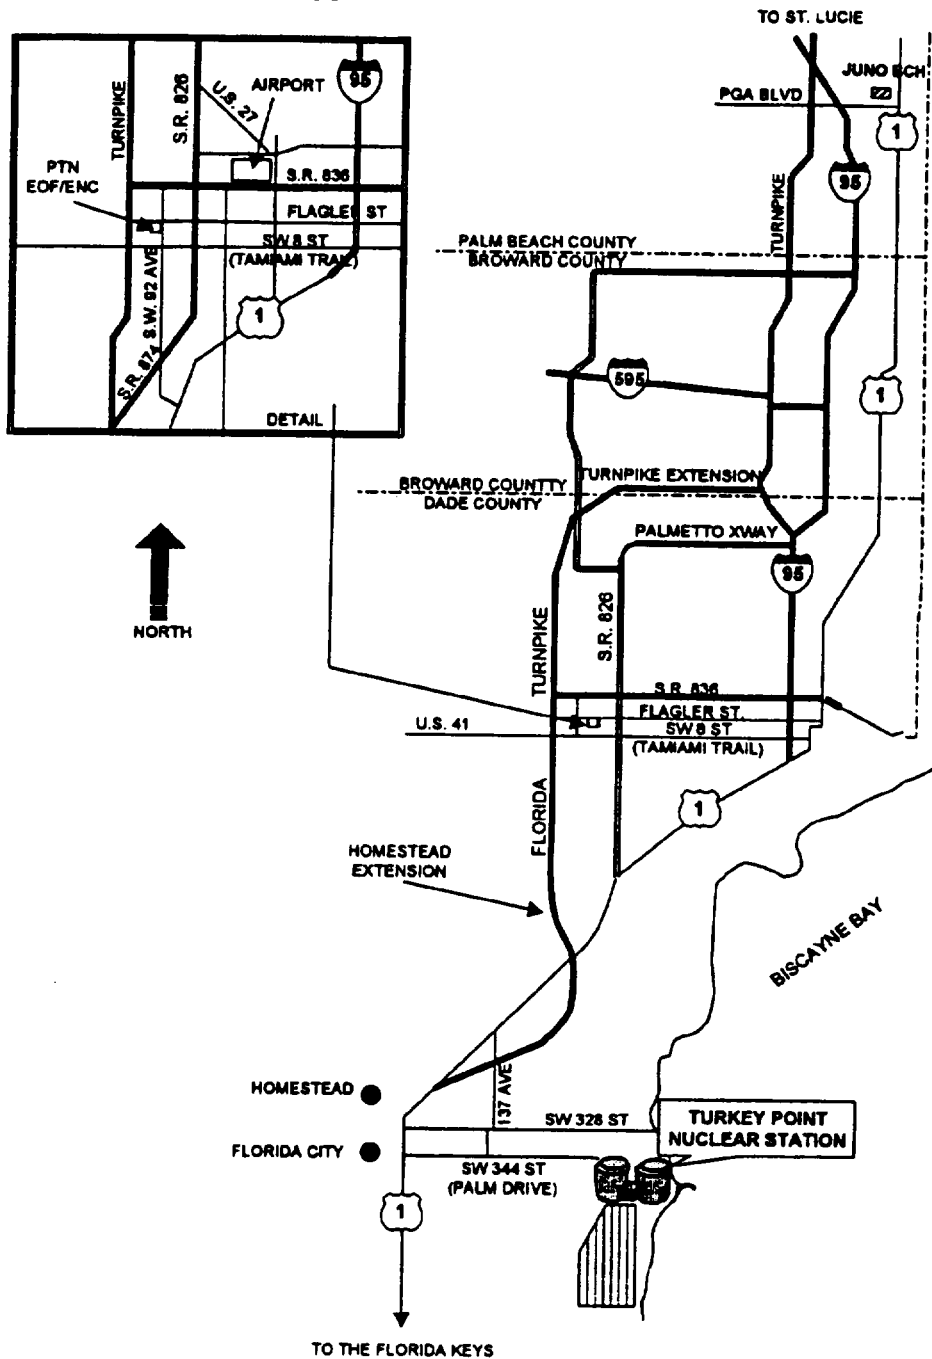 TO ST. LUCIE
JUNO BCH
PGA BLVD
1
95
TURNPIKE
PALM BEACH COUNTY
BROWARD COUNTY
595
1
TURNPIKE EXTENSION
BROWARD COUNTTY
DADE COUNTY
PALMETTO XWAY
95
S.R. 826
TURNPIKE
FLORIDA
S.R. 836
FLAGLER ST.
U.S. 41
SW 8 ST
(TAMIAMI TRAIL)
1
HOMESTEAD
EXTENSION
BISCAYNE BAY
HOMESTEAD
137 AVE
SW 328 ST
TURKEY POINT
NUCLEAR STATION
FLORIDA CITY
SW 344 ST
(PALM DRIVE)
1
TO THE FLORIDA KEYS
TURNPIKE
S.R. 826
U.S. 27
AIRPORT
95
PTN
EOF/ENC
S.R. 836
FLAGLER ST
SW 8 ST
(TAMIAMI TRAIL)
S.W. 92 AVE
1
S.R. 874
DETAIL
NORTH